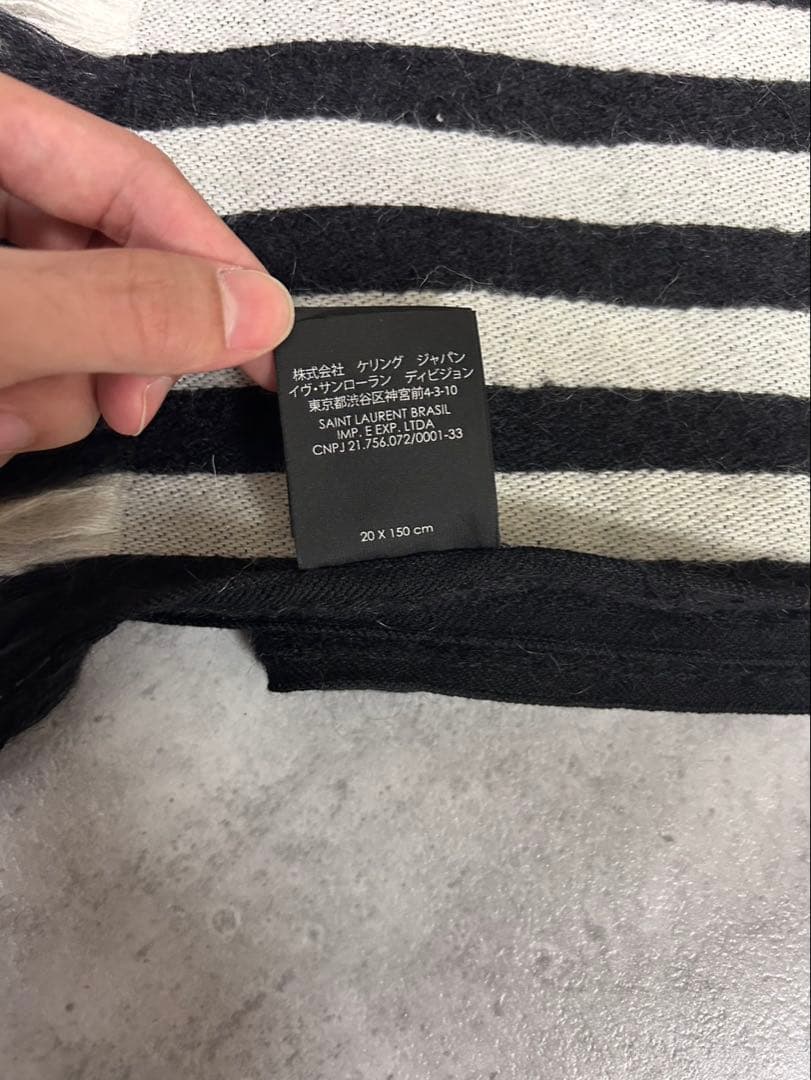 株式会社 ケリング ジャパン
イヴ・サンローラン ディビジョン
東京都渋谷区神宮前4-3-10
SAINT LAURENT BRASIL
IMP. E EXP. LTDA
CNPJ 21.756.072/0001-33
20 X 150 cm